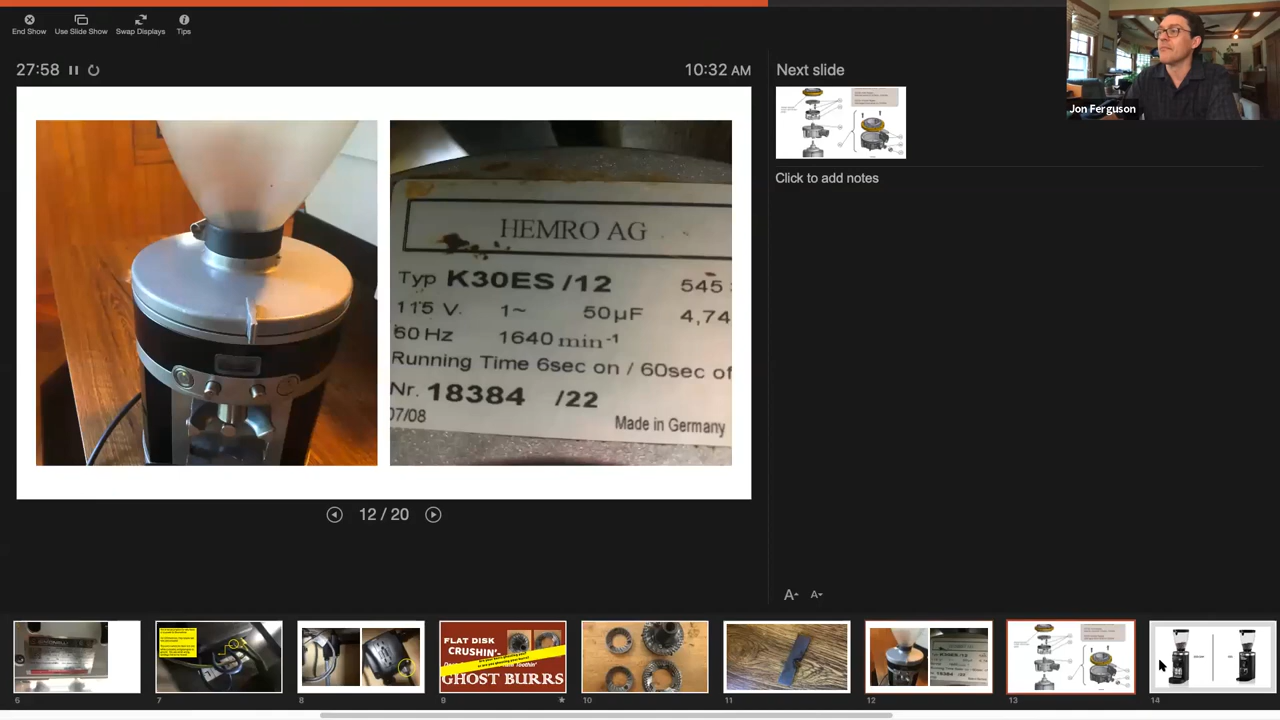 End Show
Use Slide Show
Swap Displays
Tips
27:58
10:32 AM
Next slide
Jon Ferguson
Click to add notes
HEMRO AG
Typ K30ES /12 545
115 V. 1~ 50µF 4,74
60 Hz 1640 min-1
Running Time 6sec on / 60sec of
Nr. 18384 /22
07/08
Made in Germany
12 / 20
A
A
FLAT DISK
CRUSHIN'-
GHOST BURRS
6
7
8
9
10
11
12
13
14